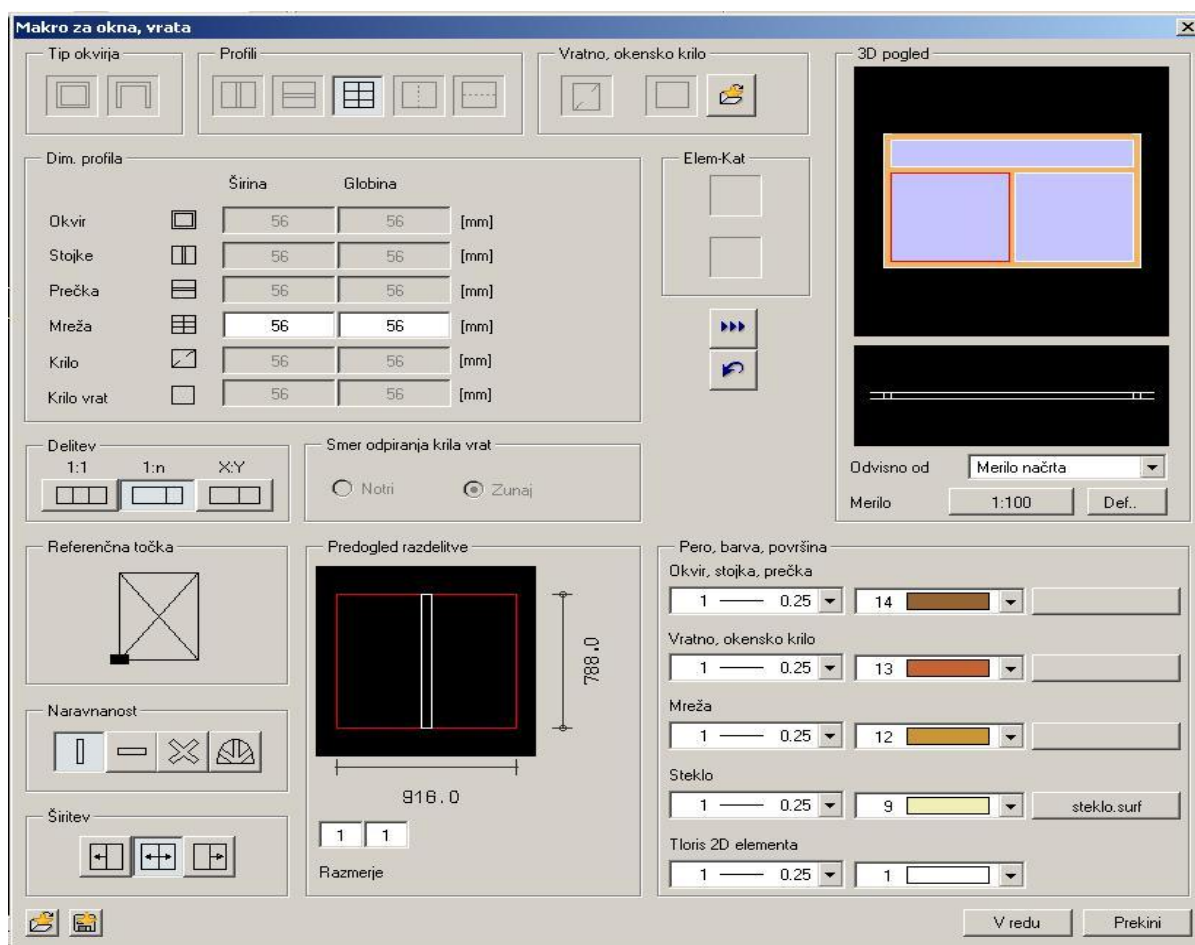 Makro za okna, vrata
Tip okvirja
Profili
Vratno, okensko krilo
3D pogled
Dim. profila
Elem-Kat
Širina Globina
Okvir 56 56 [mm]
Stojke 56 56 [mm]
Prečka 56 56 [mm]
Mreža 56 56 [mm]
Krilo 56 56 [mm]
Krilo vrat 56 56 [mm]
Delitev
1:1 1:n X:Y
Smer odpiranja krila vrat
Notri Zunaj
Odvisno od Merilo načrta
Merilo 1:100 Def..
Referenčna točka
Predogled razdelitve
788.0
916.0
1 1
Razmerje
Naravnanost
Širitev
Pero, barva, površina
Okvir, stojka, prečka
1 0.25 14
Vratno, okensko krilo
1 0.25 13
Mreža
1 0.25 12
Steklo
1 0.25 9 steklo.surf
Tloris 2D elementa
1 0.25 1
V redu Prekini